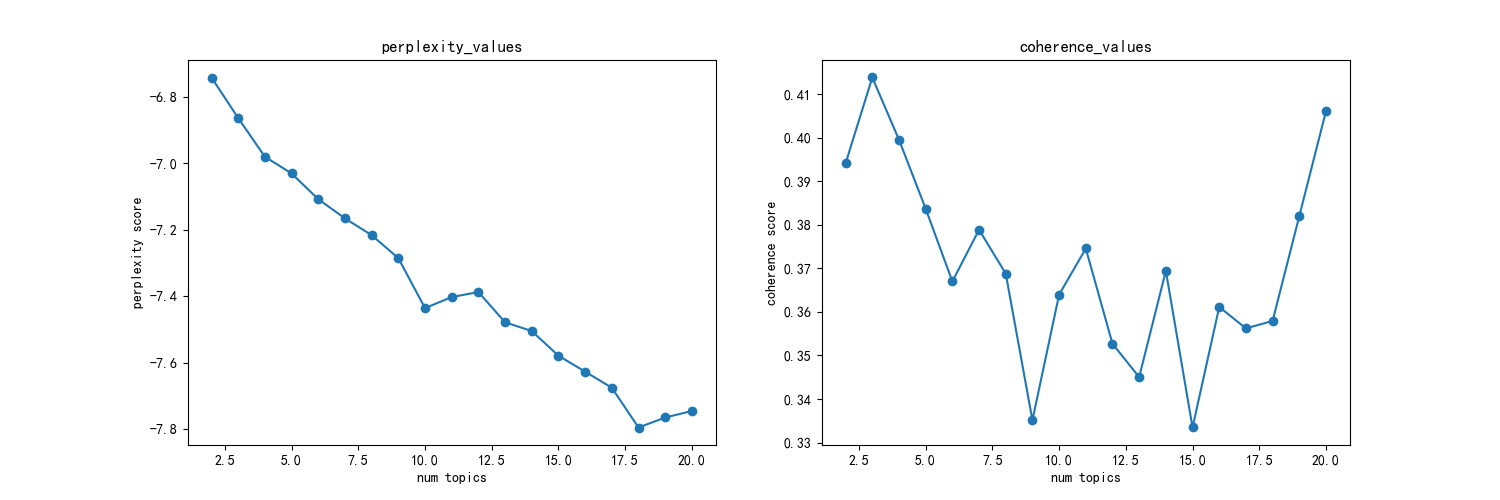 perplexity_values
perplexity score
-6.8
-7.0
-7.2
-7.4
-7.6
-7.8
2.5 5.0 7.5 10.0 12.5 15.0 17.5 20.0
num topics
coherence_values
coherence score
0.41
0.40
0.39
0.38
0.37
0.36
0.35
0.34
0.33
2.5 5.0 7.5 10.0 12.5 15.0 17.5 20.0
num topics